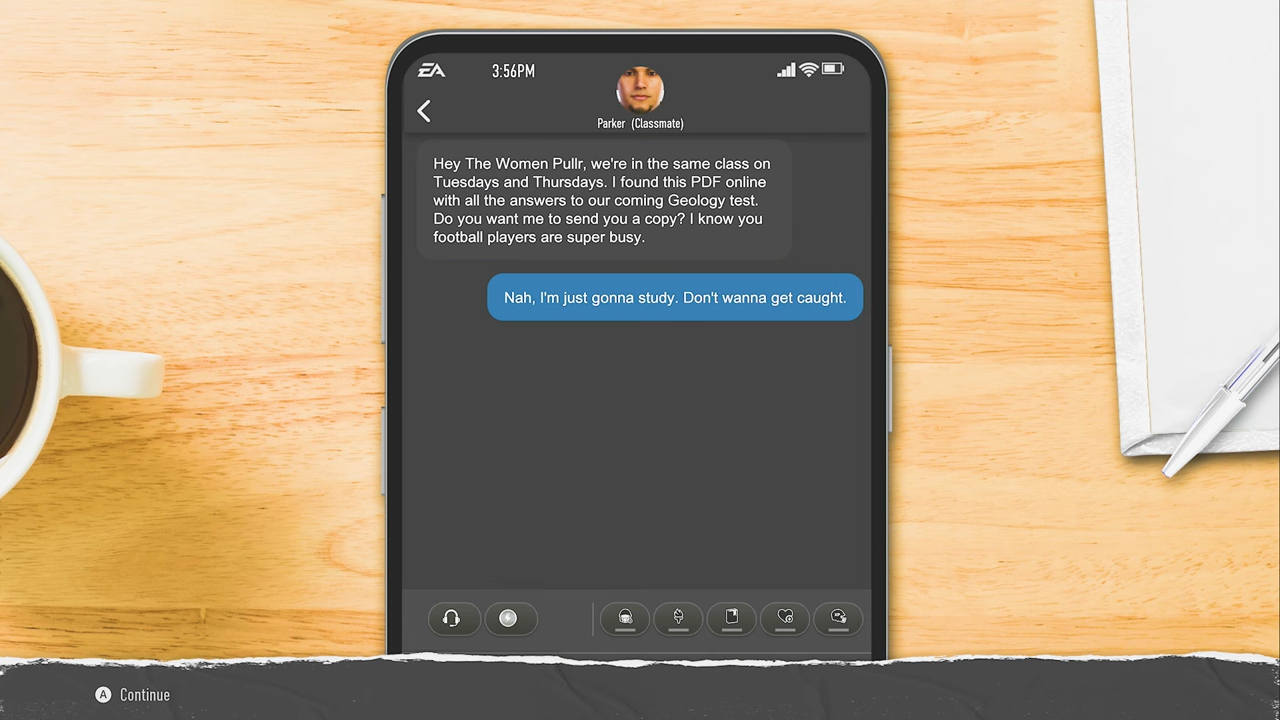 EA
3:56PM
Parker (Classmate)
Hey The Women Pullr, we're in the same class on
Tuesdays and Thursdays. I found this PDF online
with all the answers to our coming Geology test.
Do you want me to send you a copy? I know you
football players are super busy.
Nah, I'm just gonna study. Don't wanna get caught.
A Continue